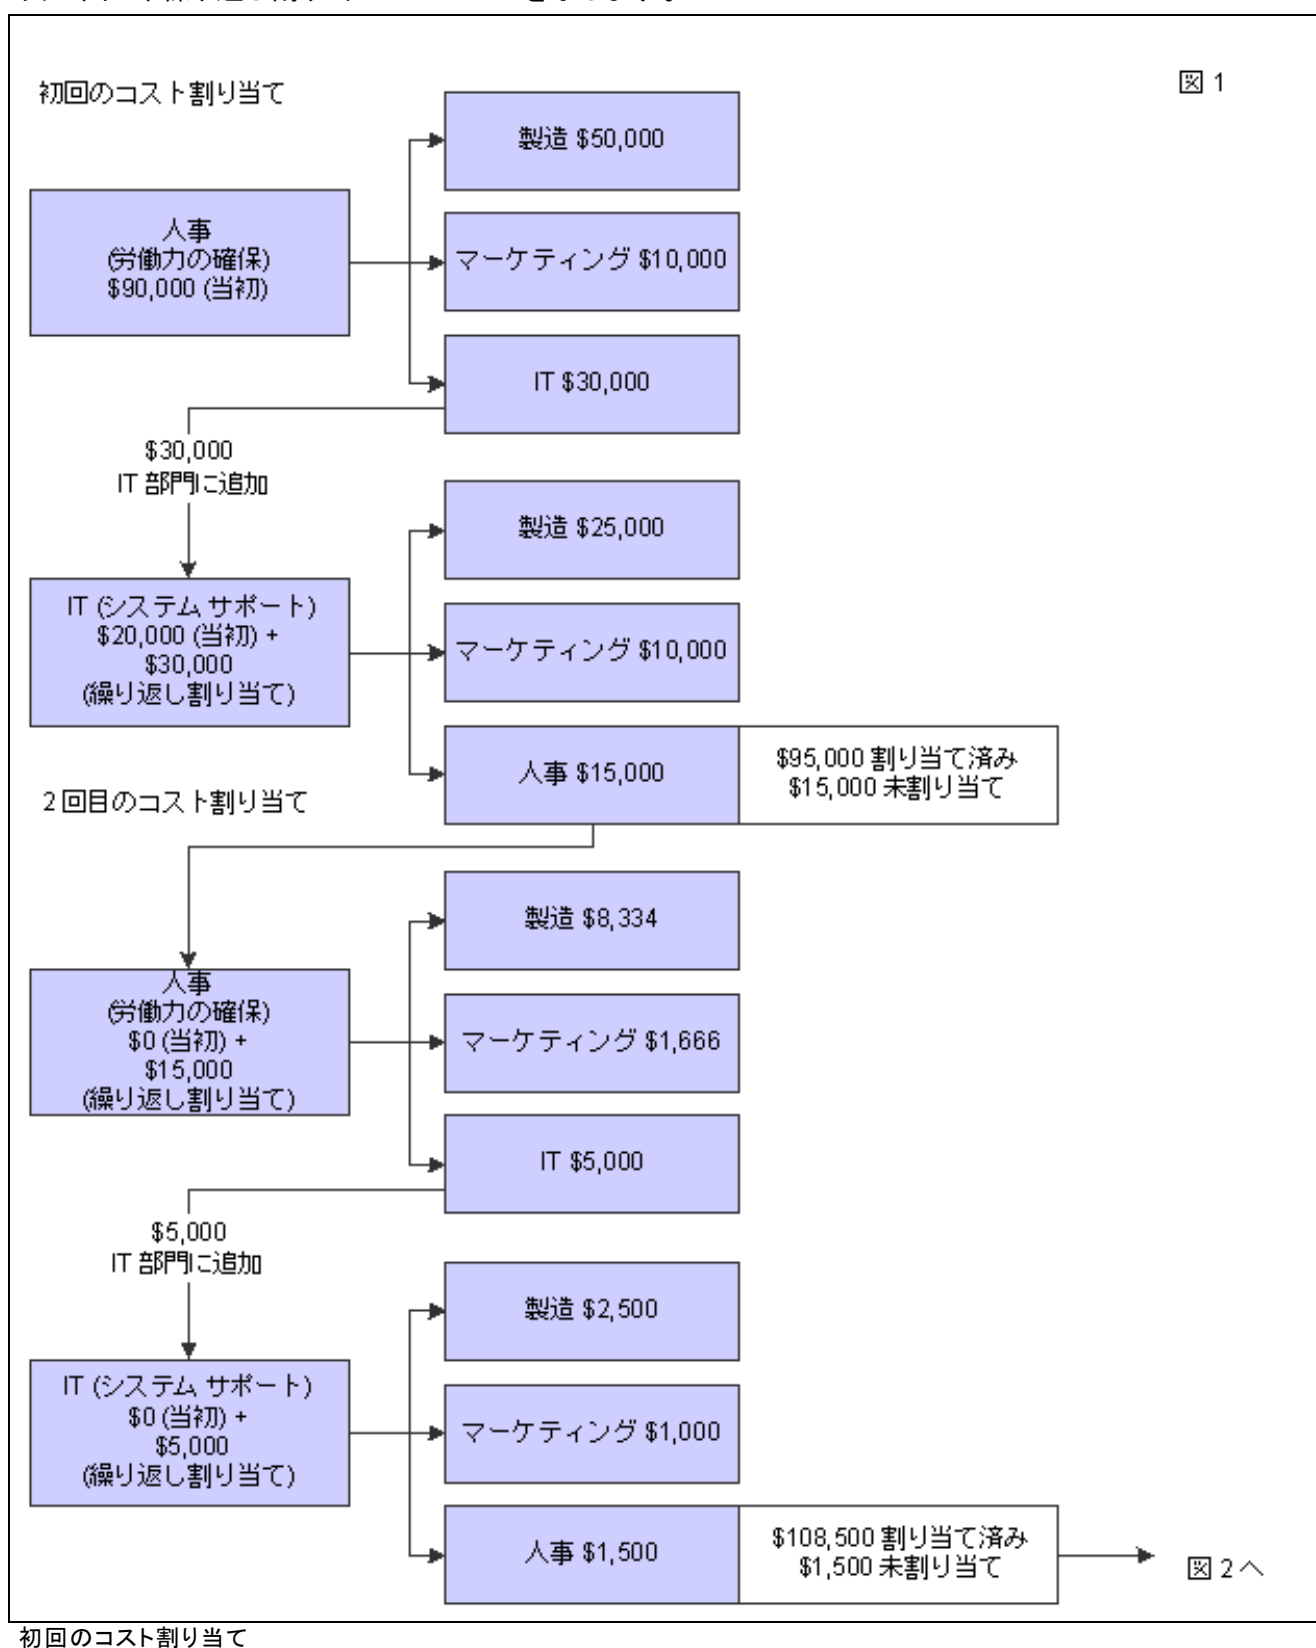 初回のコスト割り当て
図 1
製造 $50,000
人事
(労働力の確保)
$90,000 (当初)
マーケティング $10,000
IT $30,000
$30,000
IT 部門に追加
製造 $25,000
IT (システム サポート)
$20,000 (当初) +
$30,000
(繰り返し割り当て)
マーケティング $10,000
人事 $15,000
$95,000 割り当て済み
$15,000 未割り当て
2 回目のコスト割り当て
製造 $8,334
人事
(労働力の確保)
$0 (当初) +
$15,000
(繰り返し割り当て)
マーケティング $1,666
IT $5,000
$5,000
IT 部門に追加
製造 $2,500
IT (システム サポート)
$0 (当初) +
$5,000
(繰り返し割り当て)
マーケティング $1,000
人事 $1,500
$108,500 割り当て済み
$1,500 未割り当て
図 2 へ
初回のコスト割り当て